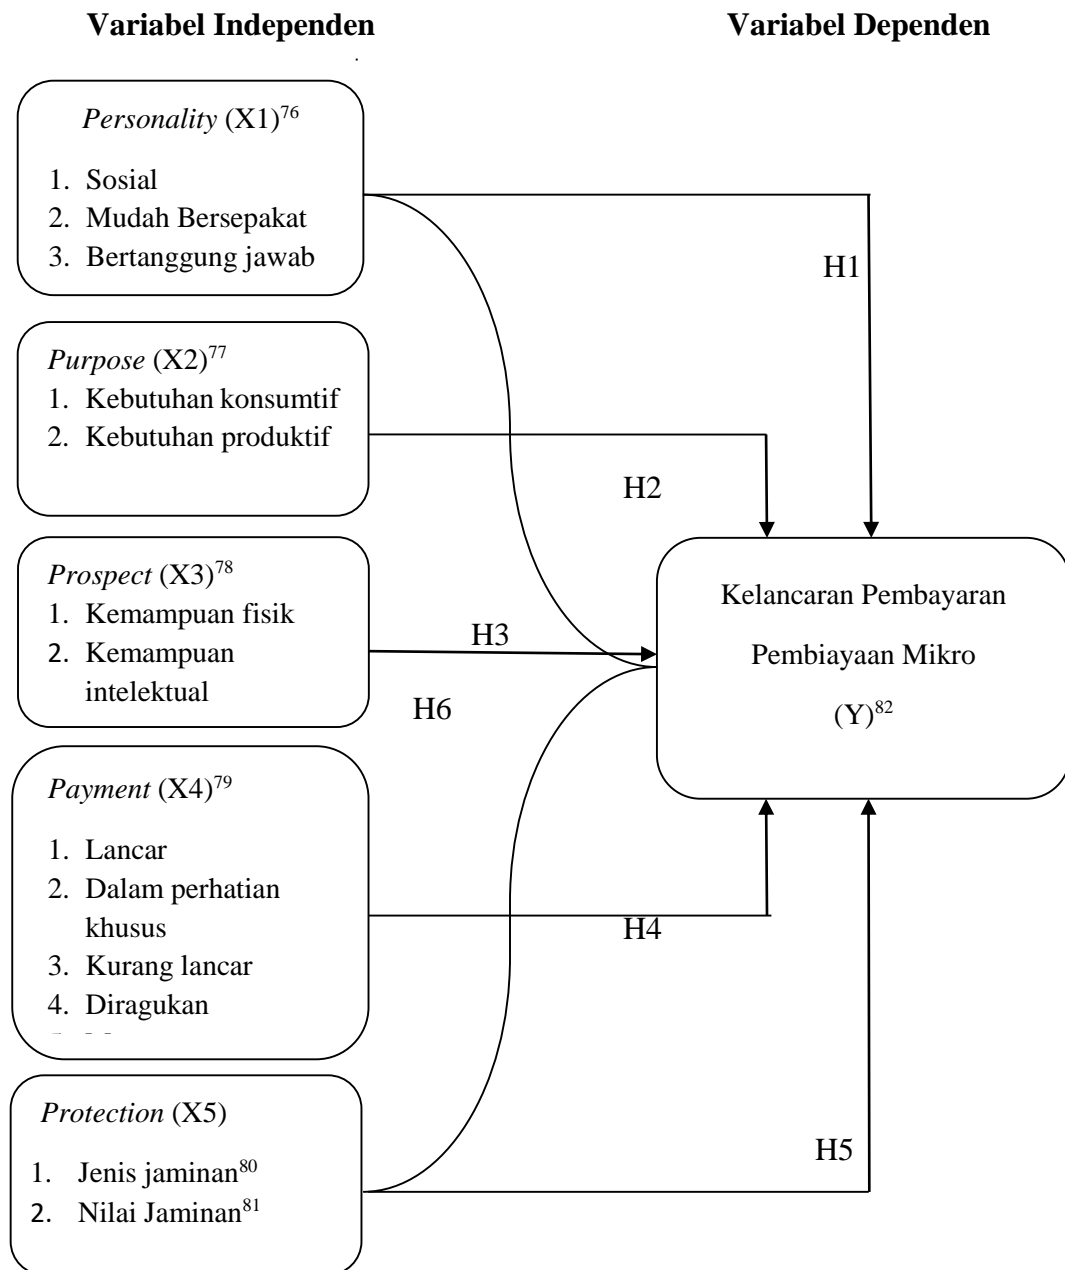 Variabel Independen
Variabel Dependen
Personality (X1)76
1. Sosial
2. Mudah Bersepakat
3. Bertanggung jawab
H1
Purpose (X2)77
1. Kebutuhan konsumtif
2. Kebutuhan produktif
H2
Prospect (X3)78
1. Kemampuan fisik
2. Kemampuan
intelektual
H3
H6
Kelancaran Pembayaran
Pembiayaan Mikro
(Y)82
Payment (X4)79
1. Lancar
2. Dalam perhatian
khusus
3. Kurang lancar
4. Diragukan
H4
Protection (X5)
1. Jenis jaminan80
2. Nilai Jaminan81
H5